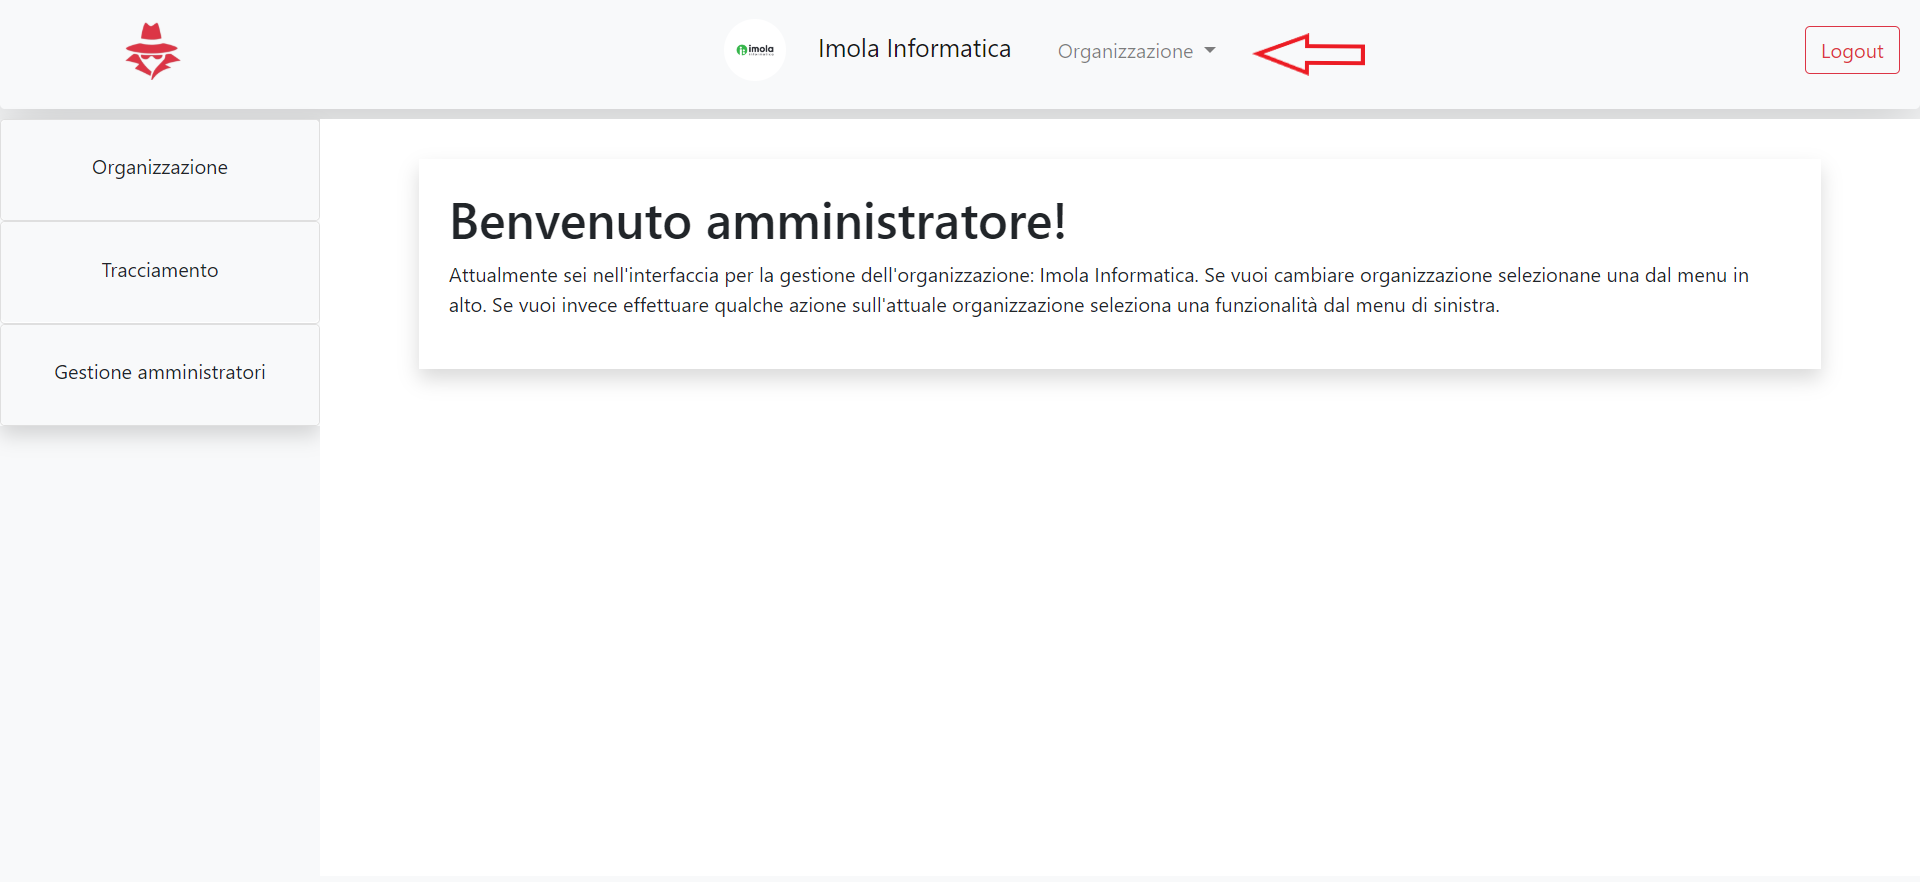 imola
informatica
Imola Informatica
Organizzazione
Logout
Organizzazione
Tracciamento
Gestione amministratori
Benvenuto amministratore!
Attualmente sei nell'interfaccia per la gestione dell'organizzazione: Imola Informatica. Se vuoi cambiare organizzazione selezionane una dal menu in
alto. Se vuoi invece effettuare qualche azione sull'attuale organizzazione seleziona una funzionalità dal menu di sinistra.